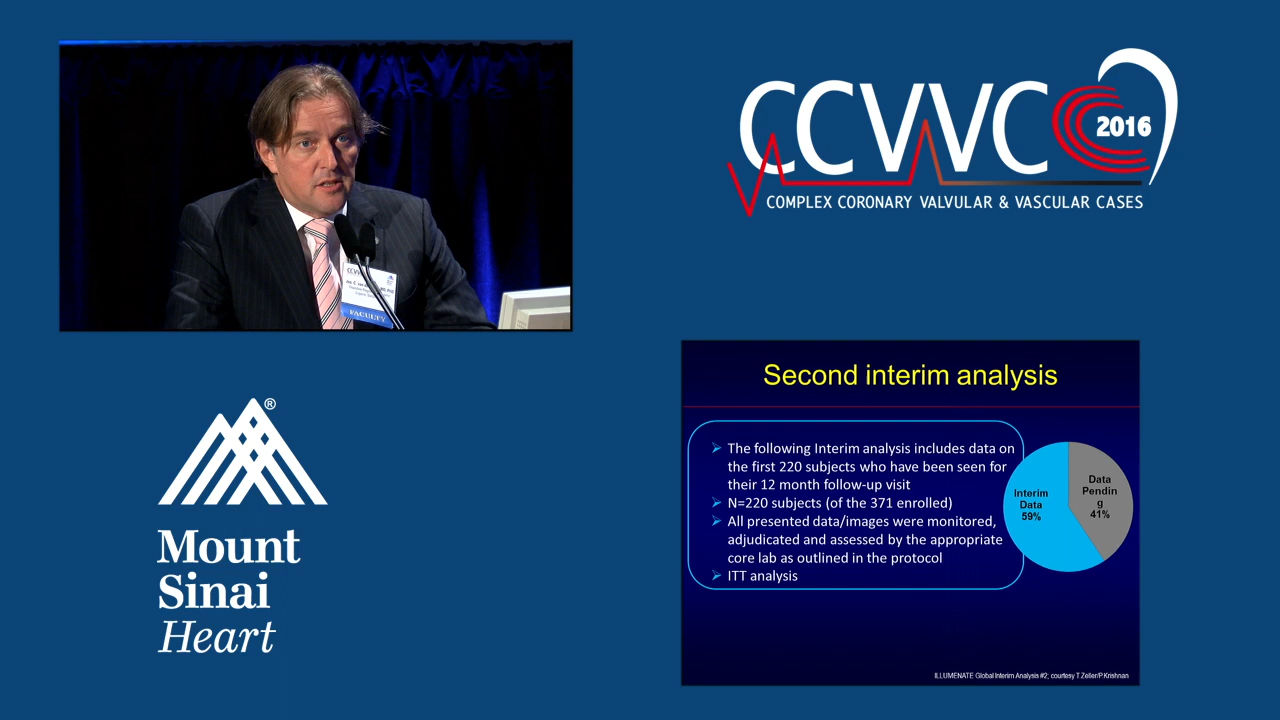 CCVVC
2016
COMPLEX CORONARY VALVULAR & VASCULAR CASES
CCVVC
FACULTY
®
Mount
Sinai
Heart
Second interim analysis
The following Interim analysis includes data on
the first 220 subjects who have been seen for
their 12 month follow-up visit
N=220 subjects (of the 371 enrolled)
All presented data/images were monitored,
adjudicated and assessed by the appropriate
core lab as outlined in the protocol
ITT analysis
Interim
Data
59%
Data
Pendin
g
41%
ILLUMENATE Global Interim Analysis #2; courtesy T.Zeller/P.Krishnan